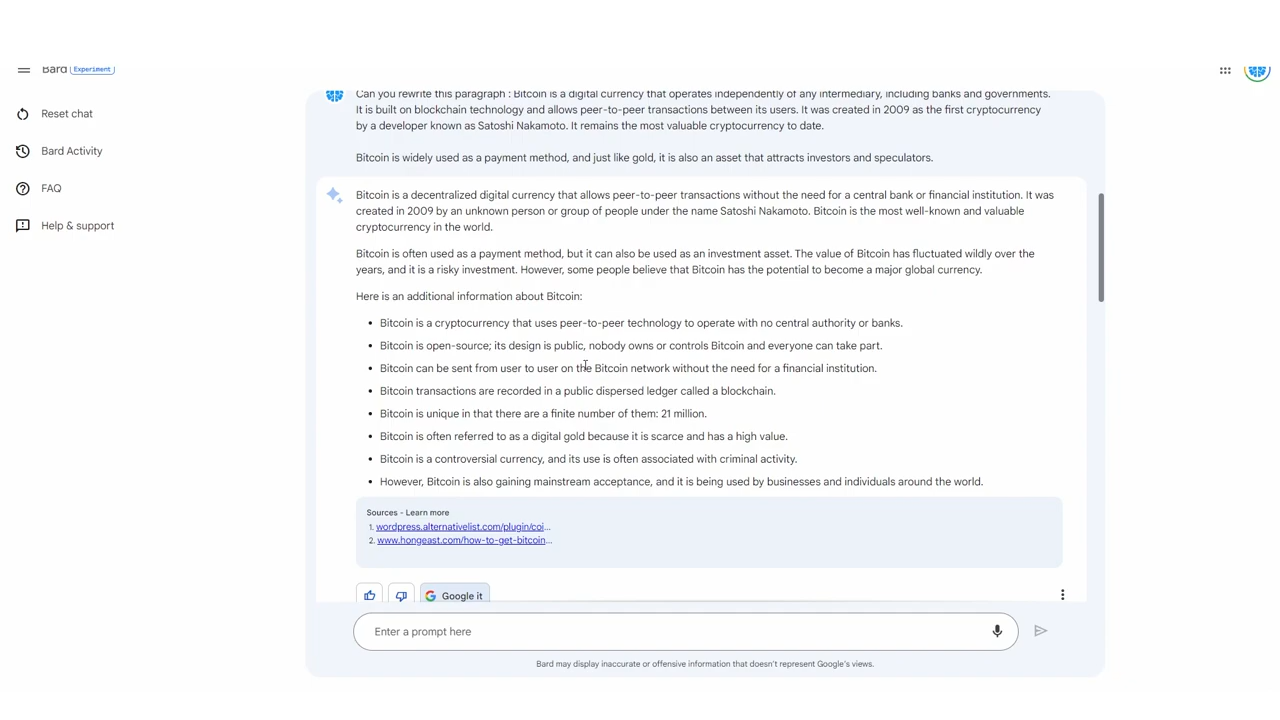 Bard Experiment
Reset chat
Bard Activity
FAQ
Help & support
Can you rewrite this paragraph : Bitcoin is a digital currency that operates independently of any intermediary, including banks and governments.
It is built on blockchain technology and allows peer-to-peer transactions between its users. It was created in 2009 as the first cryptocurrency
by a developer known as Satoshi Nakamoto. It remains the most valuable cryptocurrency to date.
Bitcoin is widely used as a payment method, and just like gold, it is also an asset that attracts investors and speculators.
Bitcoin is a decentralized digital currency that allows peer-to-peer transactions without the need for a central bank or financial institution. It was
created in 2009 by an unknown person or group of people under the name Satoshi Nakamoto. Bitcoin is the most well-known and valuable
cryptocurrency in the world.
Bitcoin is often used as a payment method, but it can also be used as an investment asset. The value of Bitcoin has fluctuated wildly over the
years, and it is a risky investment. However, some people believe that Bitcoin has the potential to become a major global currency.
Here is an additional information about Bitcoin:
• Bitcoin is a cryptocurrency that uses peer-to-peer technology to operate with no central authority or banks.
• Bitcoin is open-source; its design is public, nobody owns or controls Bitcoin and everyone can take part.
• Bitcoin can be sent from user to user on the Bitcoin network without the need for a financial institution.
• Bitcoin transactions are recorded in a public dispersed ledger called a blockchain.
• Bitcoin is unique in that there are a finite number of them: 21 million.
• Bitcoin is often referred to as a digital gold because it is scarce and has a high value.
• Bitcoin is a controversial currency, and its use is often associated with criminal activity.
• However, Bitcoin is also gaining mainstream acceptance, and it is being used by businesses and individuals around the world.
Sources - Learn more
1. wordpress.alternativelist.com/plugin/coi...
2. www.hongeast.com/how-to-get-bitcoin...
Google it
Enter a prompt here
Bard may display inaccurate or offensive information that doesn't represent Google's views.